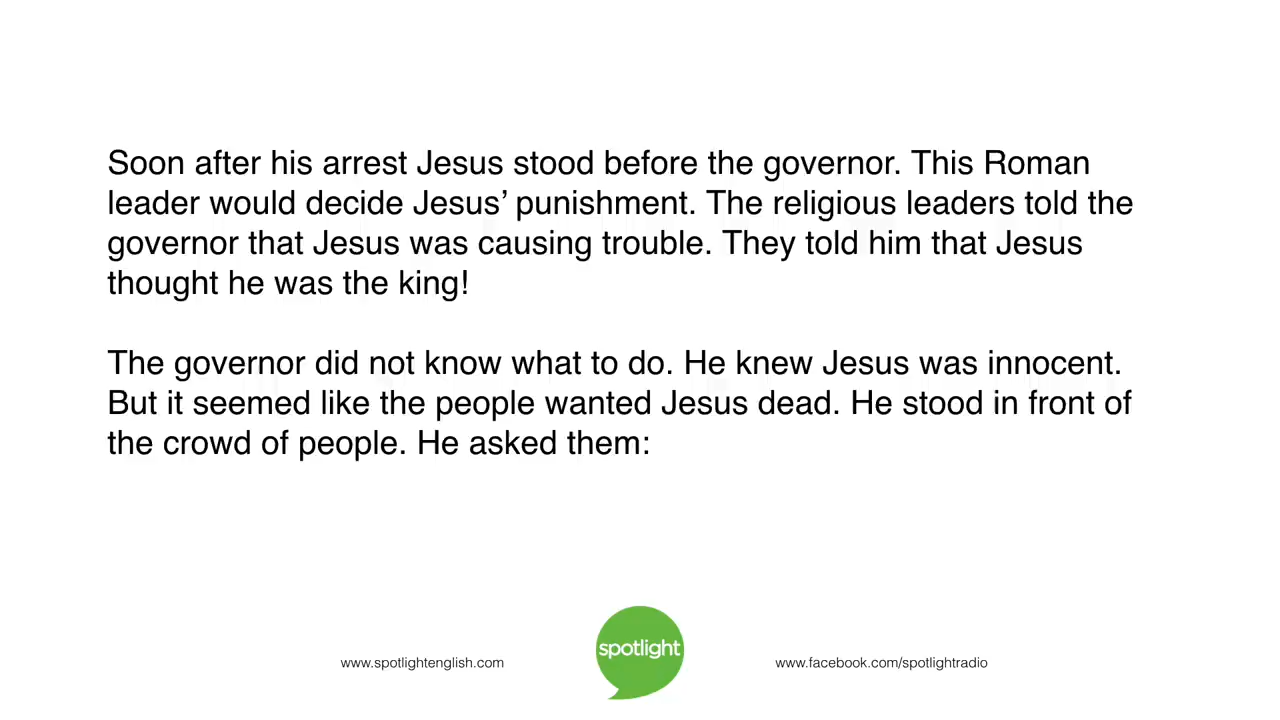 Soon after his arrest Jesus stood before the governor. This Roman
leader would decide Jesus’ punishment. The religious leaders told the
governor that Jesus was causing trouble. They told him that Jesus
thought he was the king!
The governor did not know what to do. He knew Jesus was innocent.
But it seemed like the people wanted Jesus dead. He stood in front of
the crowd of people. He asked them:
spotlight
www.spotlightenglish.com
www.facebook.com/spotlightradio